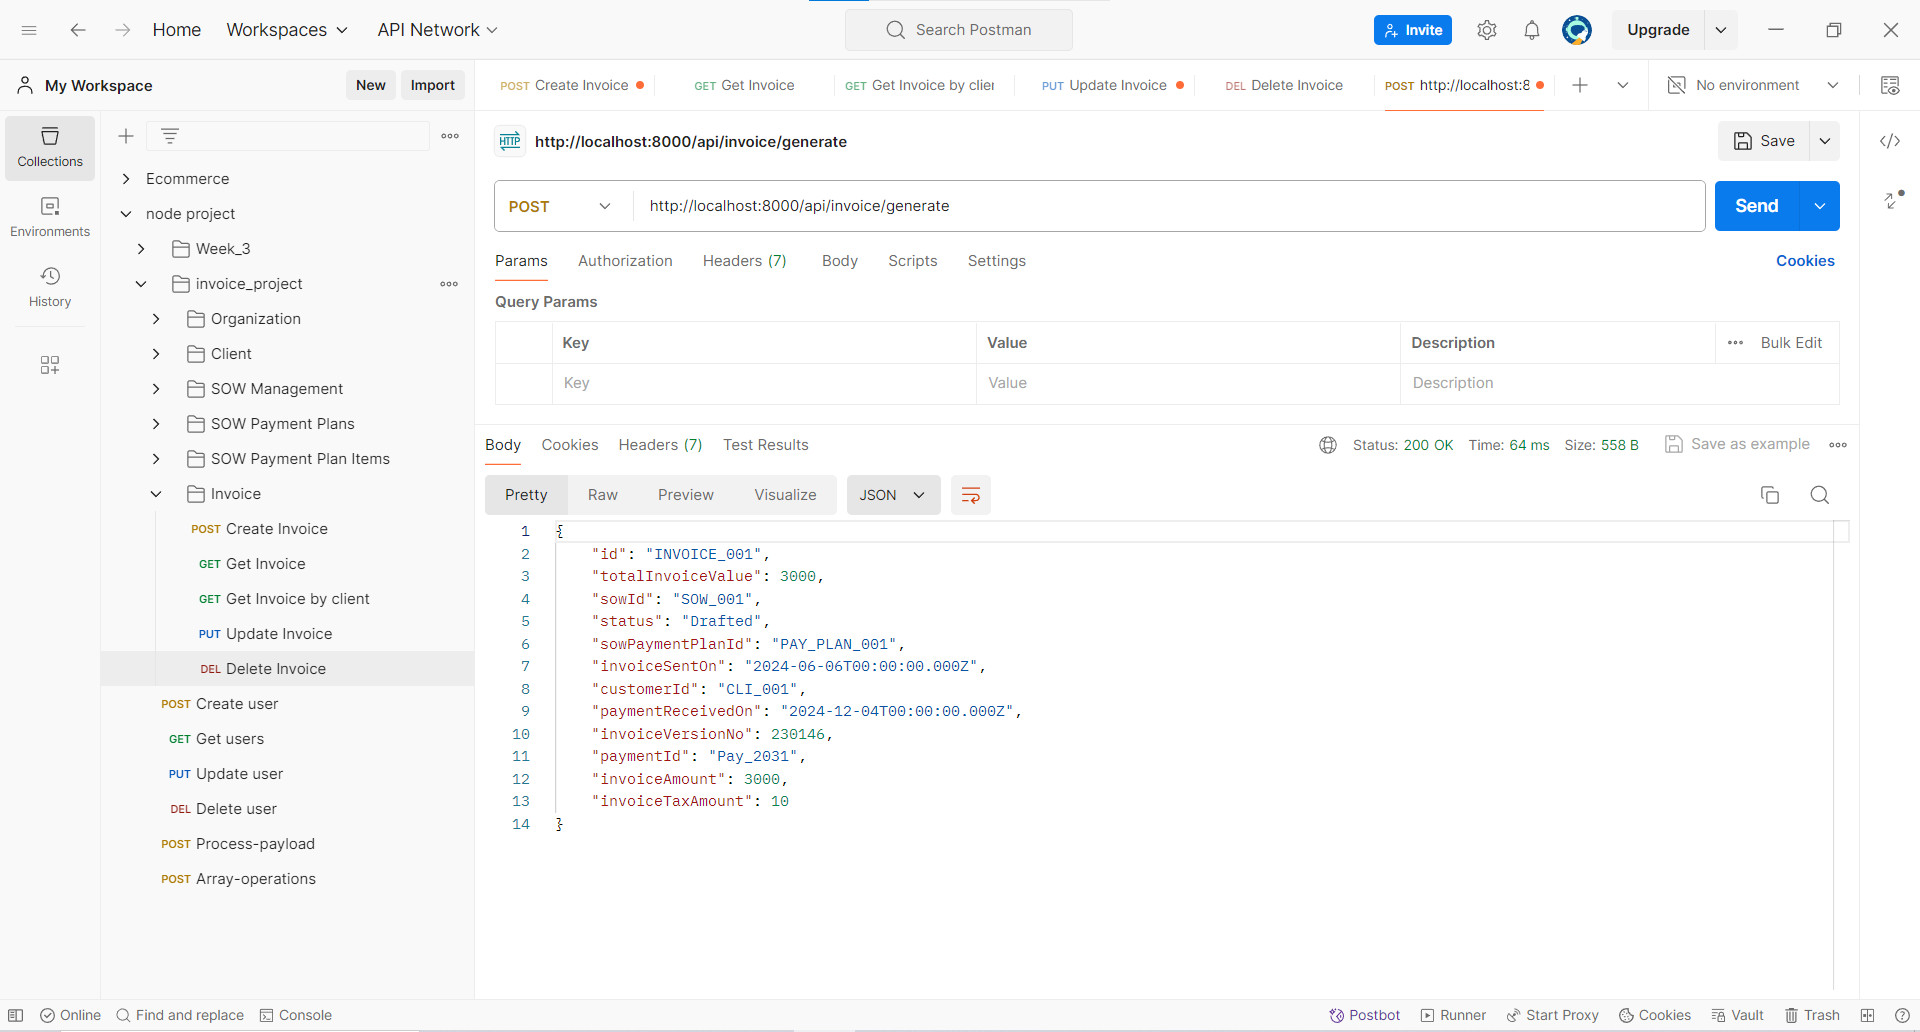 Home Workspaces API Network Search Postman Invite Upgrade
My Workspace New Import
POST Create Invoice GET Get Invoice GET Get Invoice by clier PUT Update Invoice DEL Delete Invoice POST http://localhost:8 No environment
Collections
Environments
History
Ecommerce
node project
Week_3
invoice_project
Organization
Client
SOW Management
SOW Payment Plans
SOW Payment Plan Items
Invoice
POST Create Invoice
GET Get Invoice
GET Get Invoice by client
PUT Update Invoice
DEL Delete Invoice
POST Create user
GET Get users
PUT Update user
DEL Delete user
POST Process-payload
POST Array-operations
HTTP http://localhost:8000/api/invoice/generate Save
POST http://localhost:8000/api/invoice/generate Send
Params Authorization Headers (7) Body Scripts Settings Cookies
Query Params
Key Value Description Bulk Edit
Key Value Description
Body Cookies Headers (7) Test Results Status: 200 OK Time: 64 ms Size: 558 B Save as example
Pretty Raw Preview Visualize JSON
1 {
2 "id": "INVOICE_001",
3 "totalInvoiceValue": 3000,
4 "sowId": "SOW_001",
5 "status": "Drafted",
6 "sowPaymentPlanId": "PAY_PLAN_001",
7 "invoiceSentOn": "2024-06-06T00:00:00.000Z",
8 "customerId": "CLI_001",
9 "paymentReceivedOn": "2024-12-04T00:00:00.000Z",
10 "invoiceVersionNo": 230146,
11 "paymentId": "Pay_2031",
12 "invoiceAmount": 3000,
13 "invoiceTaxAmount": 10
14 }
Online Find and replace Console Postbot Runner Start Proxy Cookies Vault Trash